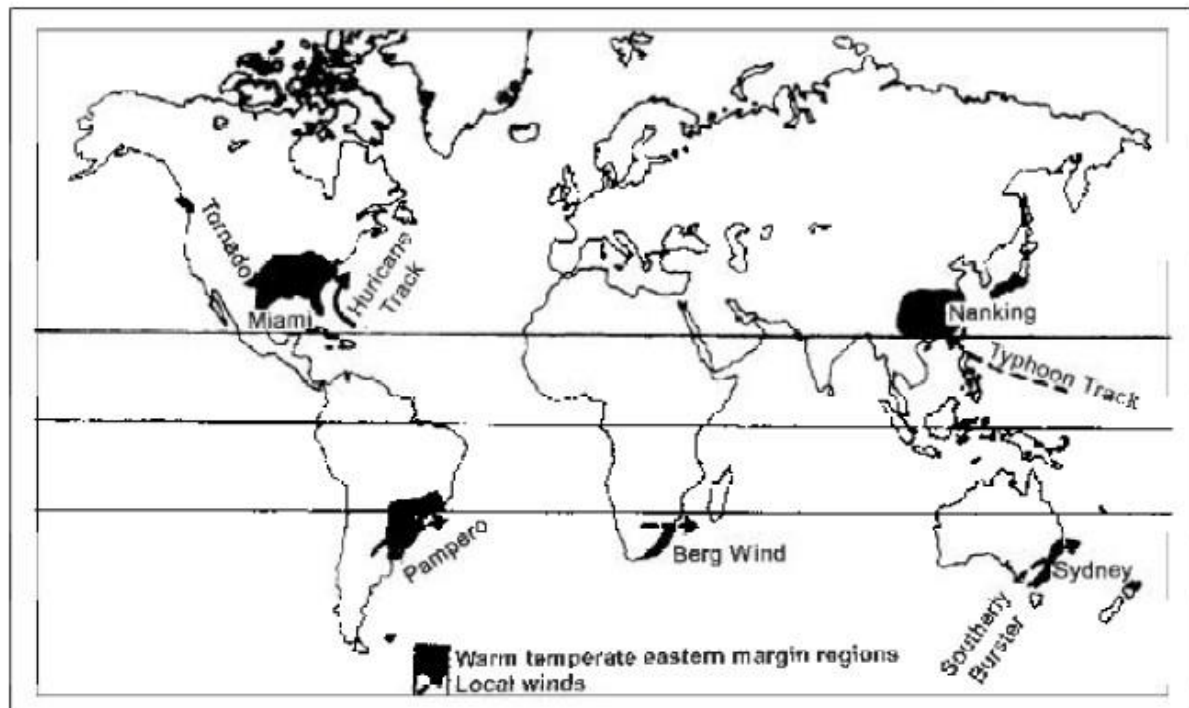 Tornado
Huricane
Track
Miami
Nanking
Typhoon Track
Pampero
Berg Wind
Sydney
Southerly
Burster
Warm temperate eastern margin regions
Local winds